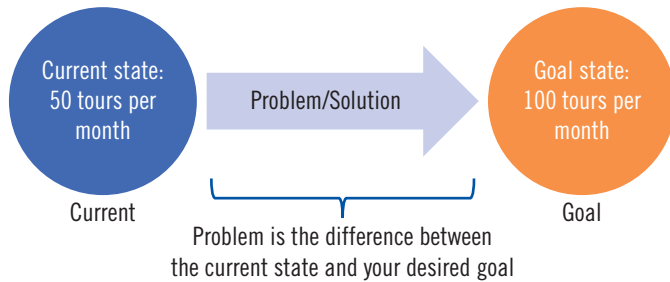 Current state:
50 tours per
month
Problem/Solution
Goal state:
100 tours per
month
Current
Goal
Problem is the difference between
the current state and your desired goal